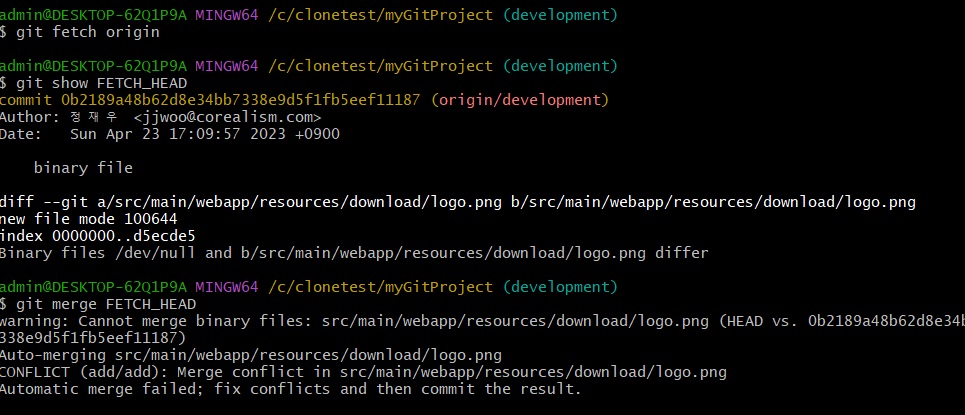 admin@DESKTOP-62Q1P9A MINGW64 /c/clonetest/myGitProject (development)
$ git fetch origin
admin@DESKTOP-62Q1P9A MINGW64 /c/clonetest/myGitProject (development)
$ git show FETCH_HEAD
commit 0b2189a48b62d8e34bb7338e9d5f1fb5eef11187 (origin/development)
Author: 정재우 <jjwoo@corealism.com>
Date:   Sun Apr 23 17:09:57 2023 +0900
    binary file
diff --git a/src/main/webapp/resources/download/logo.png b/src/main/webapp/resources/download/logo.png
new file mode 100644
index 0000000..d5ecde5
Binary files /dev/null and b/src/main/webapp/resources/download/logo.png differ
admin@DESKTOP-62Q1P9A MINGW64 /c/clonetest/myGitProject (development)
$ git merge FETCH_HEAD
warning: Cannot merge binary files: src/main/webapp/resources/download/logo.png (HEAD vs. 0b2189a48b62d8e34b
338e9d5f1fb5eef11187)
Auto-merging src/main/webapp/resources/download/logo.png
CONFLICT (add/add): Merge conflict in src/main/webapp/resources/download/logo.png
Automatic merge failed; fix conflicts and then commit the result.